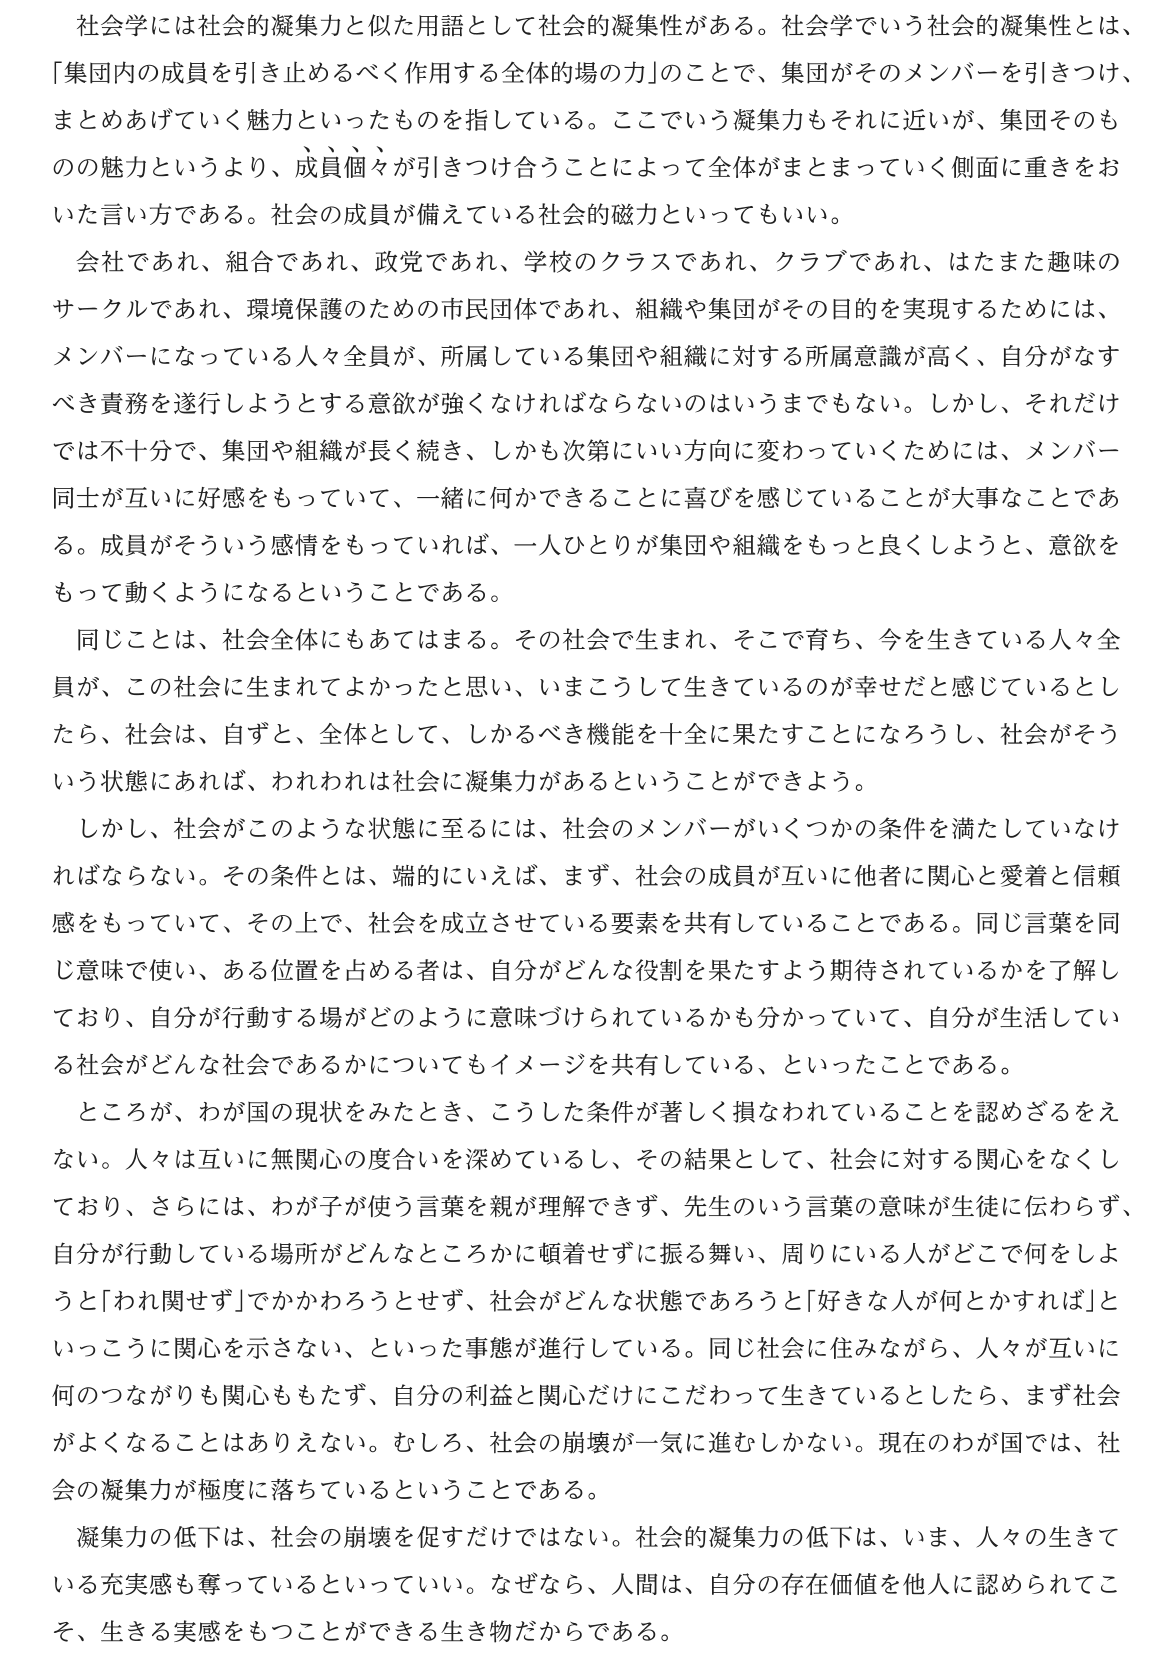 社会学には社会的凝集力と似た用語として社会的凝集性がある。社会学でいう社会的凝集性とは、
「集団内の成員を引き止めるべく作用する全体的場の力」のことで、集団がそのメンバーを引きつけ、
まとめあげていく魅力といったものを指している。ここでいう凝集力もそれに近いが、集団そのも
のの魅力というより、成員個々が引きつけ合うことによって全体がまとまっていく側面に重きをお
いた言い方である。社会の成員が備えている社会的磁力といってもいい。
会社であれ、組合であれ、政党であれ、学校のクラスであれ、クラブであれ、はたまた趣味の
サークルであれ、環境保護のための市民団体であれ、組織や集団がその目的を実現するためには、
メンバーになっている人々全員が、所属している集団や組織に対する所属意識が高く、自分がなす
べき責務を遂行しようとする意欲が強くなければならないのはいうまでもない。しかし、それだけ
では不十分で、集団や組織が長く続き、しかも次第にいい方向に変わっていくためには、メンバー
同士が互いに好感をもっていて、一緒に何かできることに喜びを感じていることが大事なことであ
る。成員がそういう感情をもっていれば、一人ひとりが集団や組織をもっと良くしようと、意欲を
もって動くようになるということである。
同じことは、社会全体にもあてはまる。その社会で生まれ、そこで育ち、今を生きている人々全
員が、この社会に生まれてよかったと思い、いまこうして生きているのが幸せだと感じているとし
たら、社会は、自ずと、全体として、しかるべき機能を十全に果たすことになろうし、社会がそう
いう状態にあれば、われわれは社会に凝集力があるということができよう。
しかし、社会がこのような状態に至るには、社会のメンバーがいくつかの条件を満たしていなけ
ればならない。その条件とは、端的にいえば、まず、社会の成員が互いに他者に関心と愛着と信頼
感をもっていて、その上で、社会を成立させている要素を共有していることである。同じ言葉を同
じ意味で使い、ある位置を占める者は、自分がどんな役割を果たすよう期待されているかを了解し
ており、自分が行動する場がどのように意味づけられているかも分かっていて、自分が生活してい
る社会がどんな社会であるかについてもイメージを共有している、といったことである。
ところが、わが国の現状をみたとき、こうした条件が著しく損なわれていることを認めざるをえ
ない。人々は互いに無関心の度合いを深めているし、その結果として、社会に対する関心をなくし
ており、さらには、わが子が使う言葉を親が理解できず、先生のいう言葉の意味が生徒に伝わらず、
自分が行動している場所がどんなところかに頓着せずに振る舞い、周りにいる人がどこで何をしよ
うと「われ関せず」でかかわろうとせず、社会がどんな状態であろうと「好きな人が何とかすれば」と
いっこうに関心を示さない、といった事態が進行している。同じ社会に住みながら、人々が互いに
何のつながりも関心ももたず、自分の利益と関心だけにこだわって生きているとしたら、まず社会
がよくなることはありえない。むしろ、社会の崩壊が一気に進むしかない。現在のわが国では、社
会の凝集力が極度に落ちているということである。
凝集力の低下は、社会の崩壊を促すだけではない。社会的凝集力の低下は、いま、人々の生きて
いる充実感も奪っているといっていい。なぜなら、人間は、自分の存在価値を他人に認められてこ
そ、生きる実感をもつことができる生き物だからである。